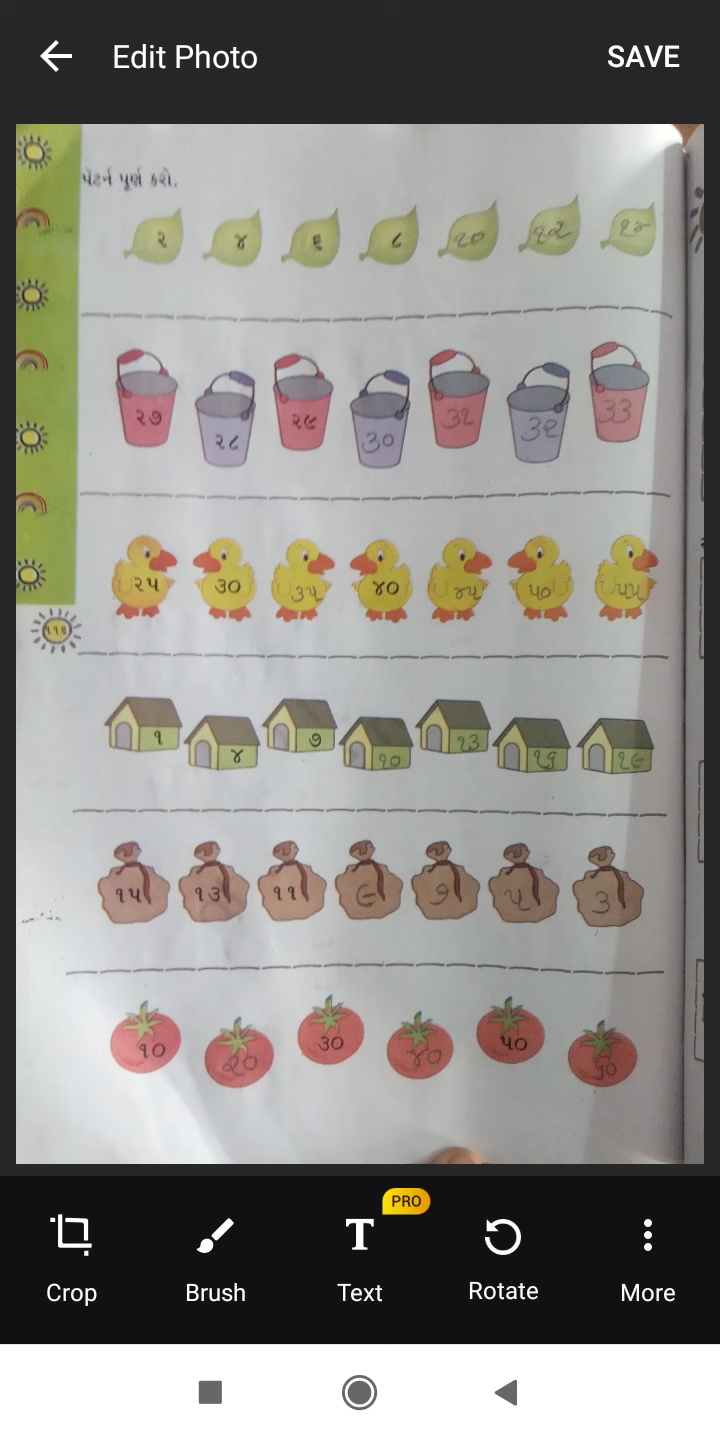 Edit Photo SAVE
પૅટર્ન પૂર્ણ કરો.
૨ ૪ ૬ ૮ ૧૦ ૧૨ ૧૪
૨૭ ૨૮ ૨૯ ૩૦ ૩૧ ૩૨ ૩૩
૨૫ ૩૦ ૩૫ ૪૦ ૪૫ ૫૦ ૫૫
૧૧૬
૧ ૪ ૭ ૧૦ ૧૩ ૧૬ ૧૯
૧૫ ૧૩ ૧૧ ૯ ૭ ૫ ૩
૧૦ ૨૦ ૩૦ ૪૦ ૫૦ ૬૦
PRO
Crop Brush Text Rotate More